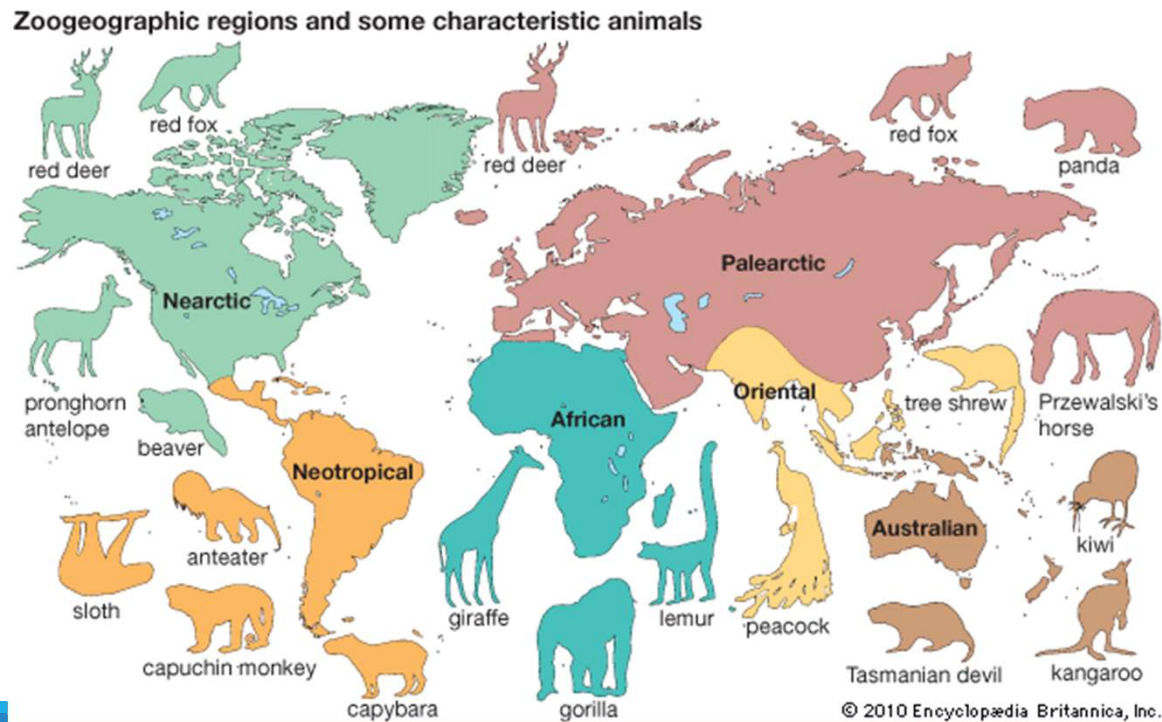 Zoogeographic regions and some characteristic animals
red fox
red deer
red deer
red fox
panda
Palearctic
Nearctic
Oriental
African
pronghorn
antelope
beaver
tree shrew
Przewalski's
horse
Neotropical
Australian
anteater
kiwi
sloth
giraffe
lemur
peacock
capuchin monkey
Tasmanian devil
kangaroo
capybara
gorilla
© 2010 Encyclopædia Britannica, Inc.